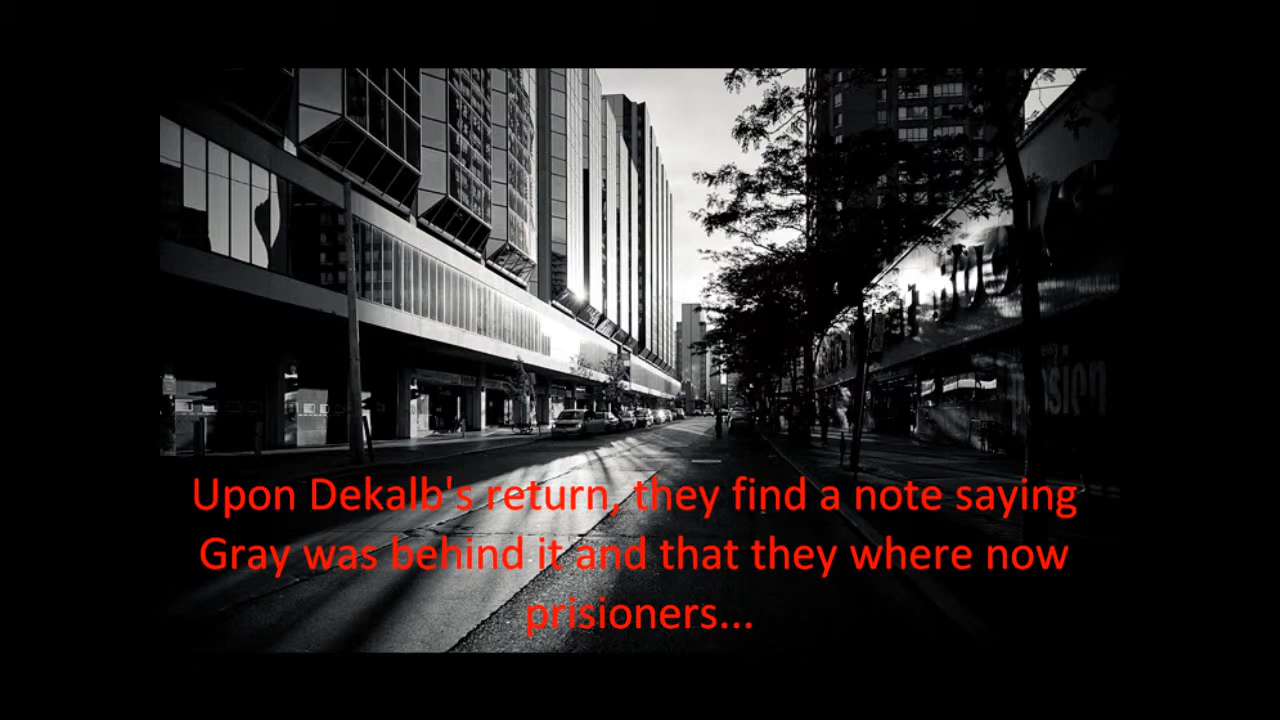 Upon Dekalb's return, they find a note saying
Gray was behind it and that they where now
prisioners...